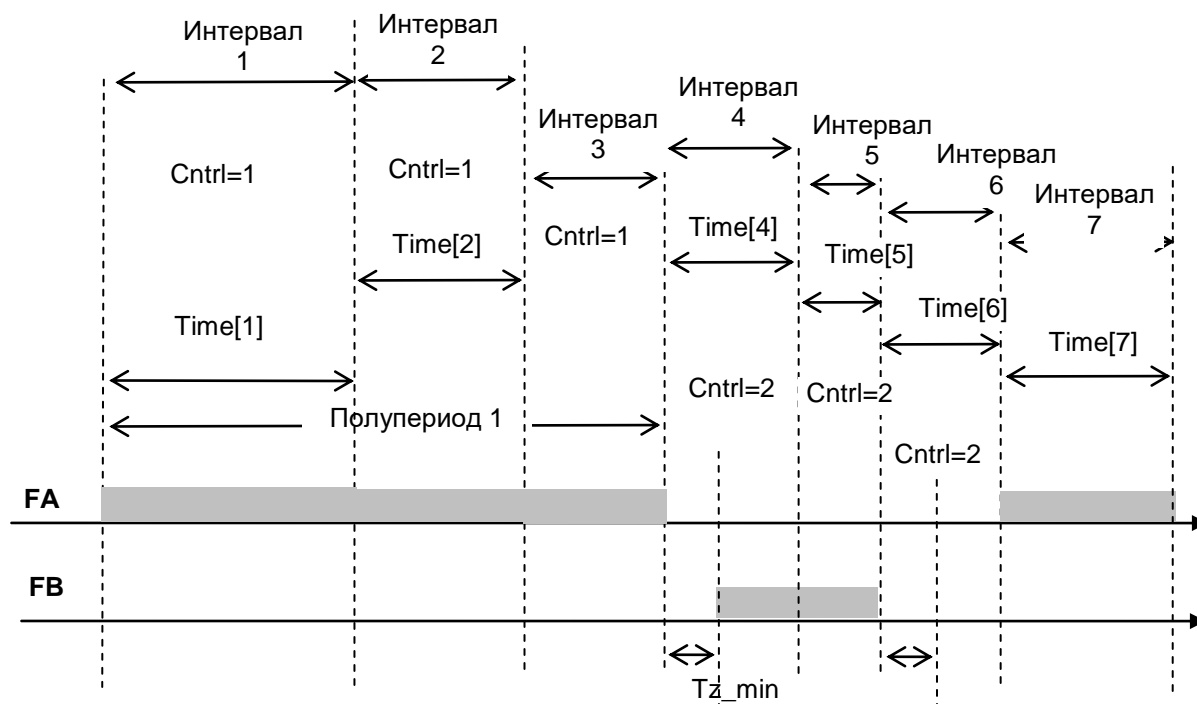 Интервал
1
Интервал
2
Интервал
3
Интервал
4
Интервал
5
Интервал
6
Интервал
7
Cntrl=1
Cntrl=1
Cntrl=1
Time[1]
Time[2]
Time[4]
Time[5]
Time[6]
Time[7]
Cntrl=2
Cntrl=2
Cntrl=2
Полупериод 1
FA
FB
Tz_min